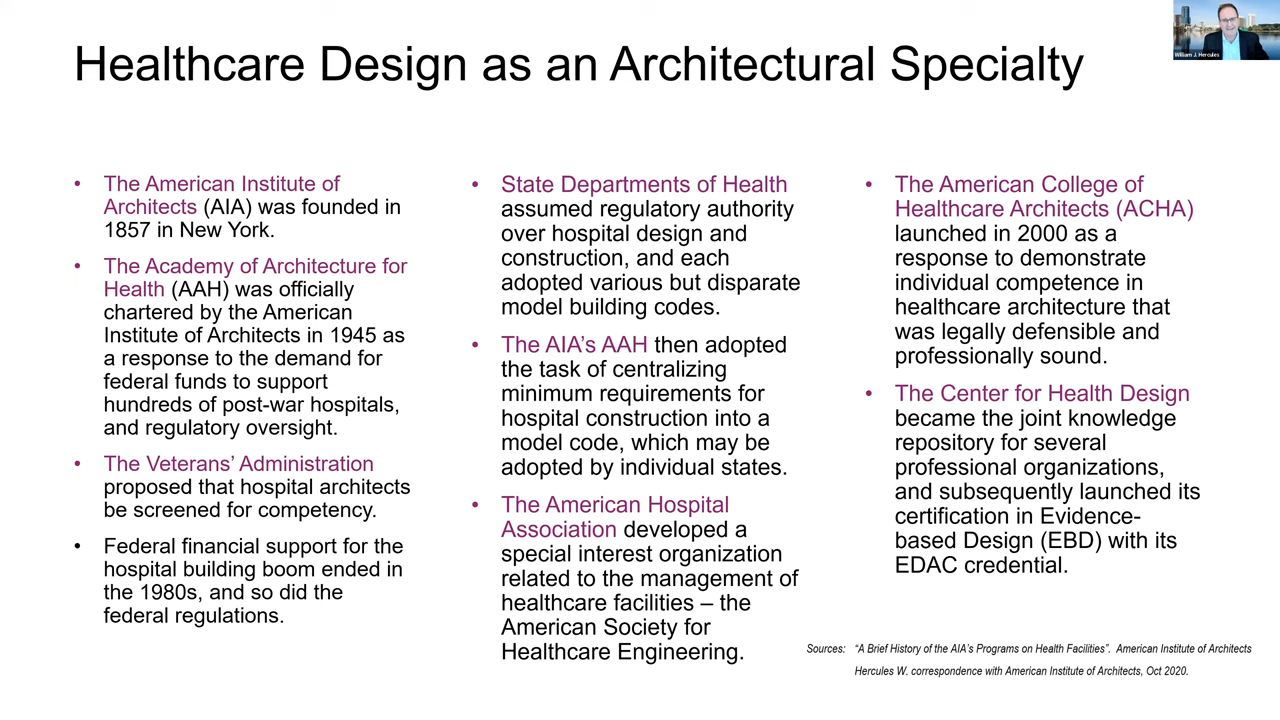 Healthcare Design as an Architectural Specialty
William J. Hercules
• The American Institute of
Architects (AIA) was founded in
1857 in New York.
• The Academy of Architecture for
Health (AAH) was officially
chartered by the American
Institute of Architects in 1945 as
a response to the demand for
federal funds to support
hundreds of post-war hospitals,
and regulatory oversight.
• The Veterans’ Administration
proposed that hospital architects
be screened for competency.
• Federal financial support for the
hospital building boom ended in
the 1980s, and so did the
federal regulations.
• State Departments of Health
assumed regulatory authority
over hospital design and
construction, and each
adopted various but disparate
model building codes.
• The AIA’s AAH then adopted
the task of centralizing
minimum requirements for
hospital construction into a
model code, which may be
adopted by individual states.
• The American Hospital
Association developed a
special interest organization
related to the management of
healthcare facilities – the
American Society for
Healthcare Engineering.
• The American College of
Healthcare Architects (ACHA)
launched in 2000 as a
response to demonstrate
individual competence in
healthcare architecture that
was legally defensible and
professionally sound.
• The Center for Health Design
became the joint knowledge
repository for several
professional organizations,
and subsequently launched its
certification in Evidence-
based Design (EBD) with its
EDAC credential.
Sources: “A Brief History of the AIA’s Programs on Health Facilities”. American Institute of Architects
Hercules W. correspondence with American Institute of Architects, Oct 2020.